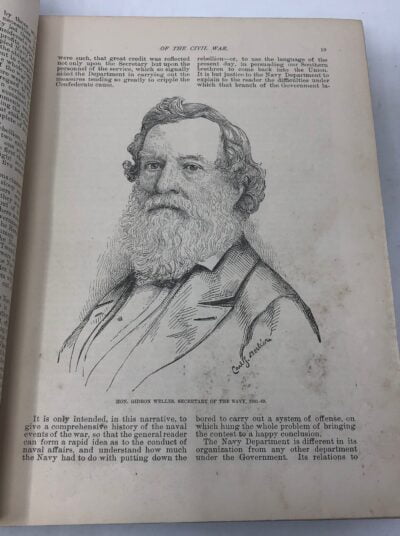 by them
OF THE CIVIL WAR. 19
were such, that great credit was reflected
not only upon the Secretary but upon the
personnel of the service, which so signally
aided the Department in carrying out the
measures tending so greatly to cripple the
Confederate cause.
rebellion—or, to use the language of the
present day, in persuading our Southern
brethren to come back into the Union.
It is but justice to the Navy Department to
explain to the reader the difficulties under
which that branch of the Government la-
HON. GIDEON WELLES, SECRETARY OF THE NAVY, 1861-69.
It is only intended, in this narrative, to
give a comprehensive history of the naval
events of the war, so that the general reader
can form a rapid idea as to the conduct of
naval affairs, and understand how much
the Navy had to do with putting down the
bored to carry out a system of offense, on
which hung the whole problem of bringing
the contest to a happy conclusion.
The Navy Department is different in its
organization from any other department
under the Government. Its relations to